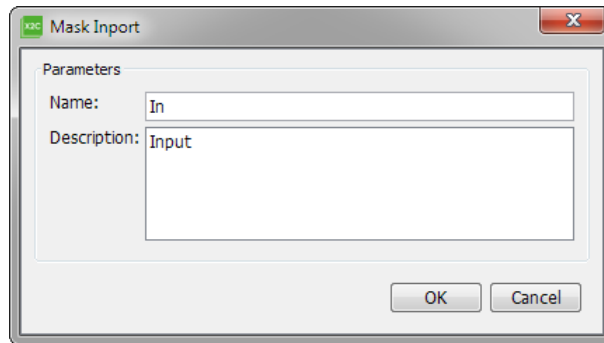 X2C Mask Inport
Parameters
Name: In
Description: Input
OK Cancel